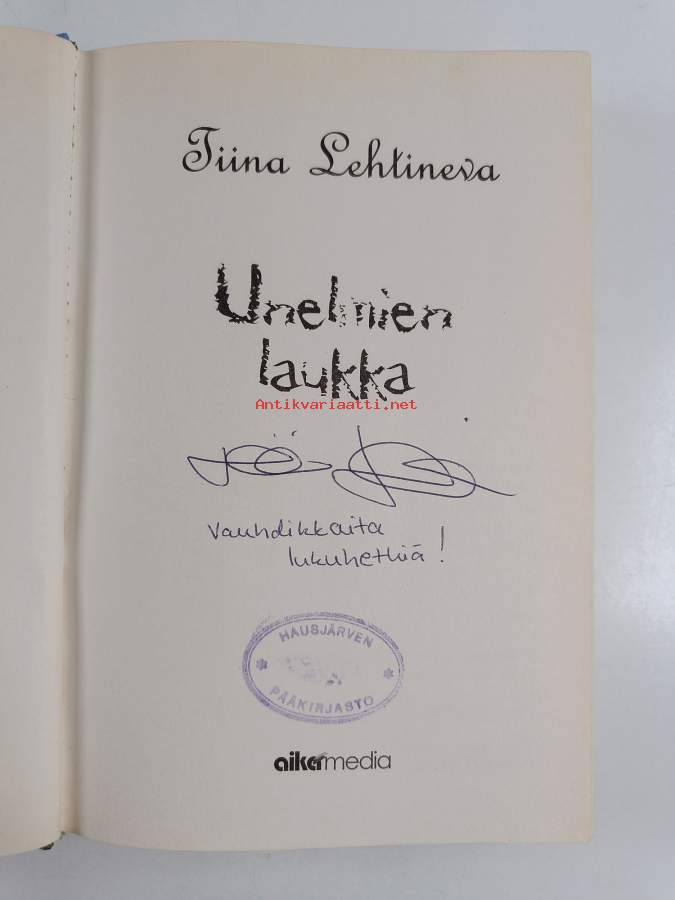 Tiina Lehtineva
Unelmien
laukka
Antikvariaatti.net
Vauhdikkaita
lukuhetkiä!
HAUSJÄRVEN
PÄÄKIRJASTO
aikamedia